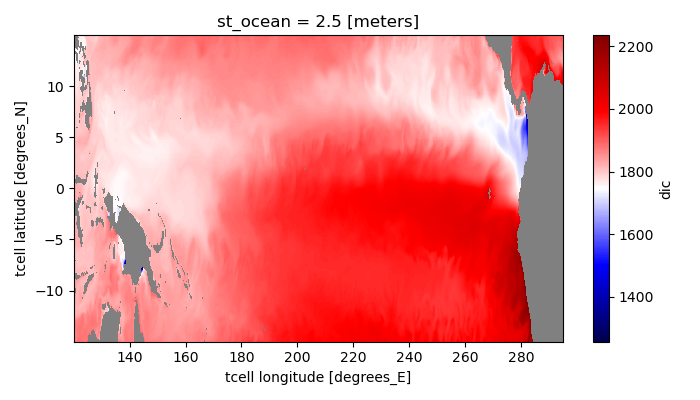 st_ocean = 2.5 [meters]
10
5
0
−5
−10
tcell latitude [degrees_N]
140 160 180 200 220 240 260 280
tcell longitude [degrees_E]
2200
2000
1800
1600
1400
dic